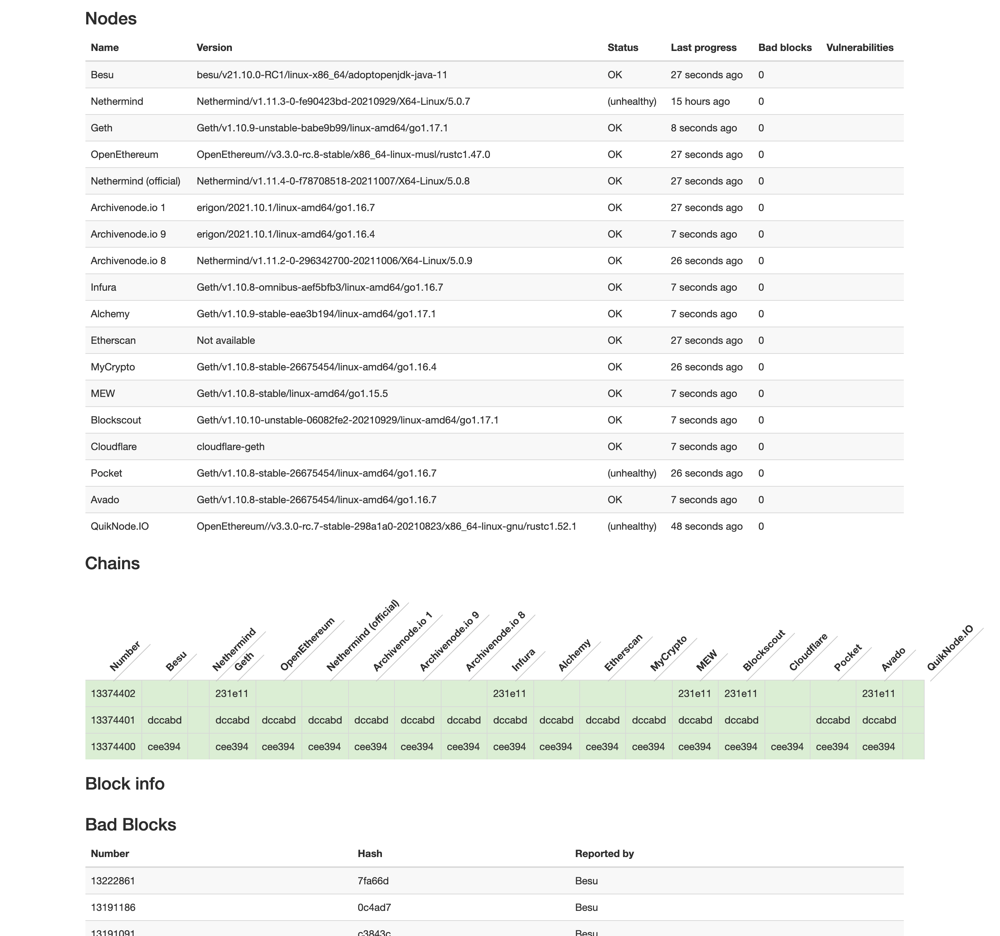 Nodes
Name Version Status Last progress Bad blocks Vulnerabilities
Besu besu/v21.10.0-RC1/linux-x86_64/adoptopenjdk-java-11 OK 27 seconds ago 0
Nethermind Nethermind/v1.11.3-0-fe90423bd-20210929/X64-Linux/5.0.7 (unhealthy) 15 hours ago 0
Geth Geth/v1.10.9-unstable-babe9b99/linux-amd64/go1.17.1 OK 8 seconds ago 0
OpenEthereum OpenEthereum//v3.3.0-rc.8-stable/x86_64-linux-musl/rustc1.47.0 OK 27 seconds ago 0
Nethermind (official) Nethermind/v1.11.4-0-f78708518-20211007/X64-Linux/5.0.8 OK 27 seconds ago 0
Archivenode.io 1 erigon/2021.10.1/linux-amd64/go1.16.7 OK 27 seconds ago 0
Archivenode.io 9 erigon/2021.10.1/linux-amd64/go1.16.4 OK 7 seconds ago 0
Archivenode.io 8 Nethermind/v1.11.2-0-296342700-20211006/X64-Linux/5.0.9 OK 26 seconds ago 0
Infura Geth/v1.10.8-omnibus-aef5bfb3/linux-amd64/go1.16.7 OK 7 seconds ago 0
Alchemy Geth/v1.10.9-stable-eae3b194/linux-amd64/go1.17.1 OK 7 seconds ago 0
Etherscan Not available OK 27 seconds ago 0
MyCrypto Geth/v1.10.8-stable-26675454/linux-amd64/go1.16.4 OK 26 seconds ago 0
MEW Geth/v1.10.8-stable/linux-amd64/go1.15.5 OK 7 seconds ago 0
Blockscout Geth/v1.10.10-unstable-06082fe2-20210929/linux-amd64/go1.17.1 OK 7 seconds ago 0
Cloudflare cloudflare-geth OK 7 seconds ago 0
Pocket Geth/v1.10.8-stable-26675454/linux-amd64/go1.16.7 (unhealthy) 26 seconds ago 0
Avado Geth/v1.10.8-stable-26675454/linux-amd64/go1.16.7 OK 7 seconds ago 0
QuikNode.IO OpenEthereum//v3.3.0-rc.7-stable-298a1a0-20210823/x86_64-linux-gnu/rustc1.52.1 (unhealthy) 48 seconds ago 0
Chains
Number Besu Nethermind Geth OpenEthereum Nethermind (official) Archivenode.io 1 Archivenode.io 9 Archivenode.io 8 Infura Alchemy Etherscan MyCrypto MEW Blockscout Cloudflare Pocket Avado QuikNode.IO
13374402 231e11 231e11 231e11 231e11 231e11
13374401 dccabd dccabd dccabd dccabd dccabd dccabd dccabd dccabd dccabd dccabd dccabd dccabd dccabd dccabd dccabd
13374400 cee394 cee394 cee394 cee394 cee394 cee394 cee394 cee394 cee394 cee394 cee394 cee394 cee394 cee394 cee394 cee394
Block info
Bad Blocks
Number Hash Reported by
13222861 7fa66d Besu
13191186 0c4ad7 Besu
13191091 c3843c Besu